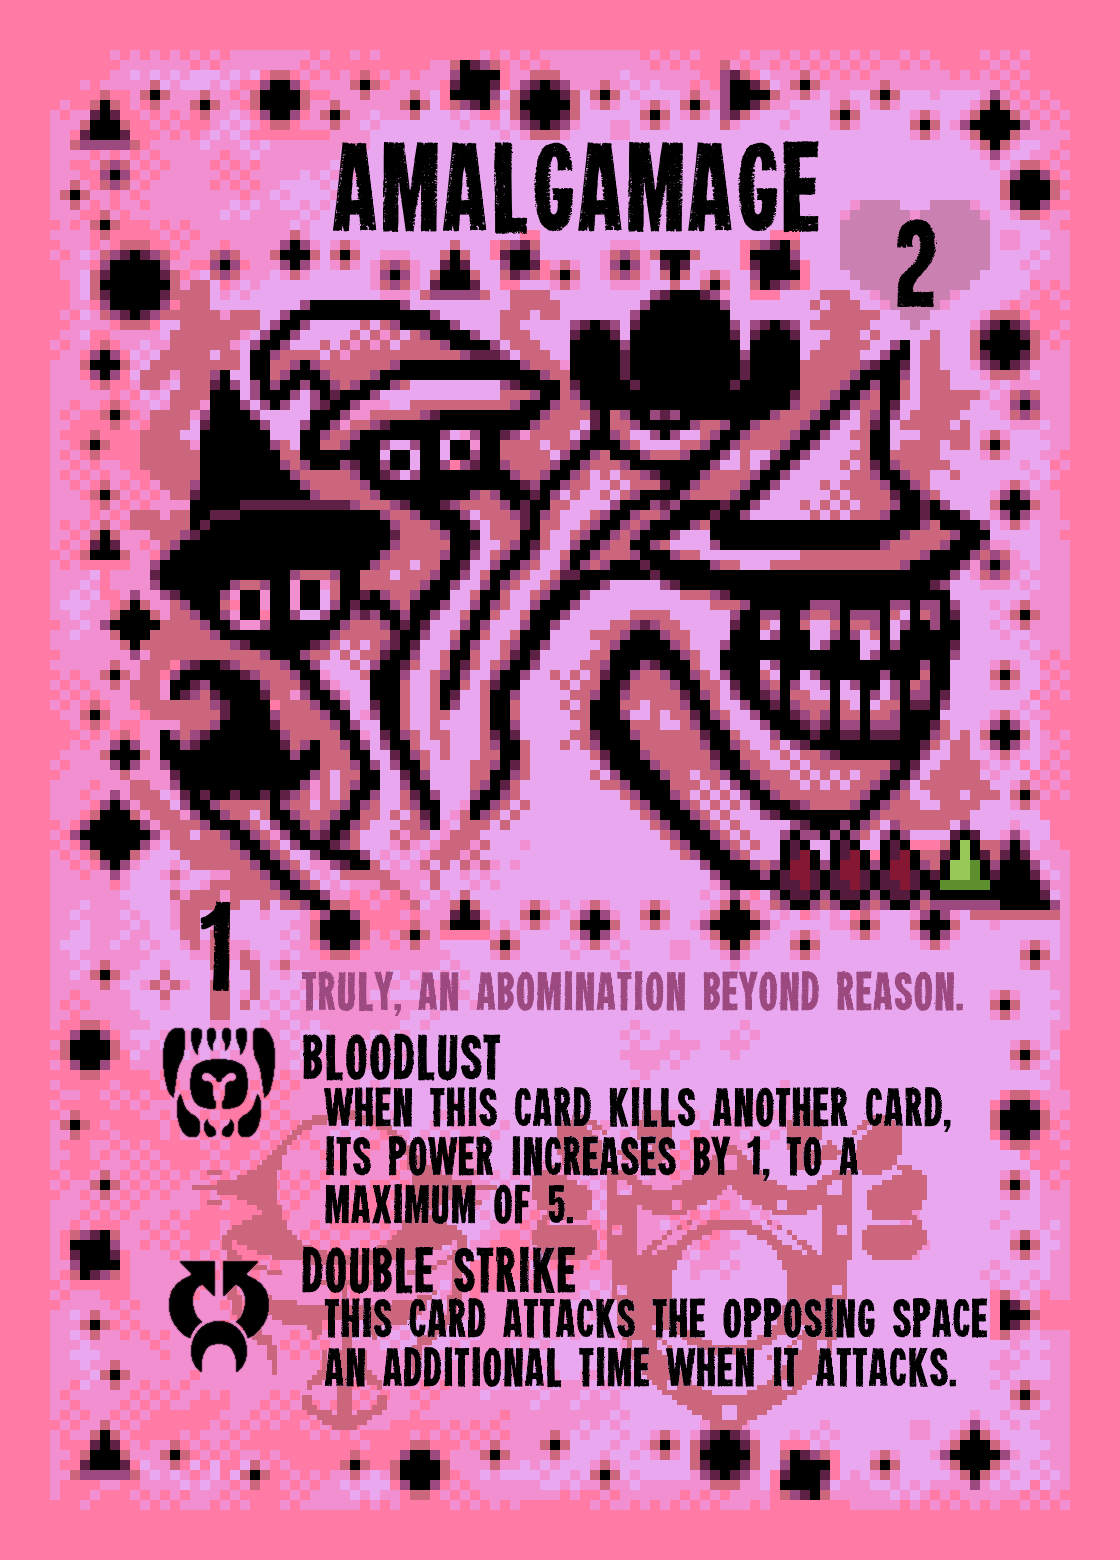 AMALGAMAGE
2
1
TRULY, AN ABOMINATION BEYOND REASON.
BLOODLUST
WHEN THIS CARD KILLS ANOTHER CARD,
ITS POWER INCREASES BY 1, TO A
MAXIMUM OF 5.
DOUBLE STRIKE
THIS CARD ATTACKS THE OPPOSING SPACE
AN ADDITIONAL TIME WHEN IT ATTACKS.